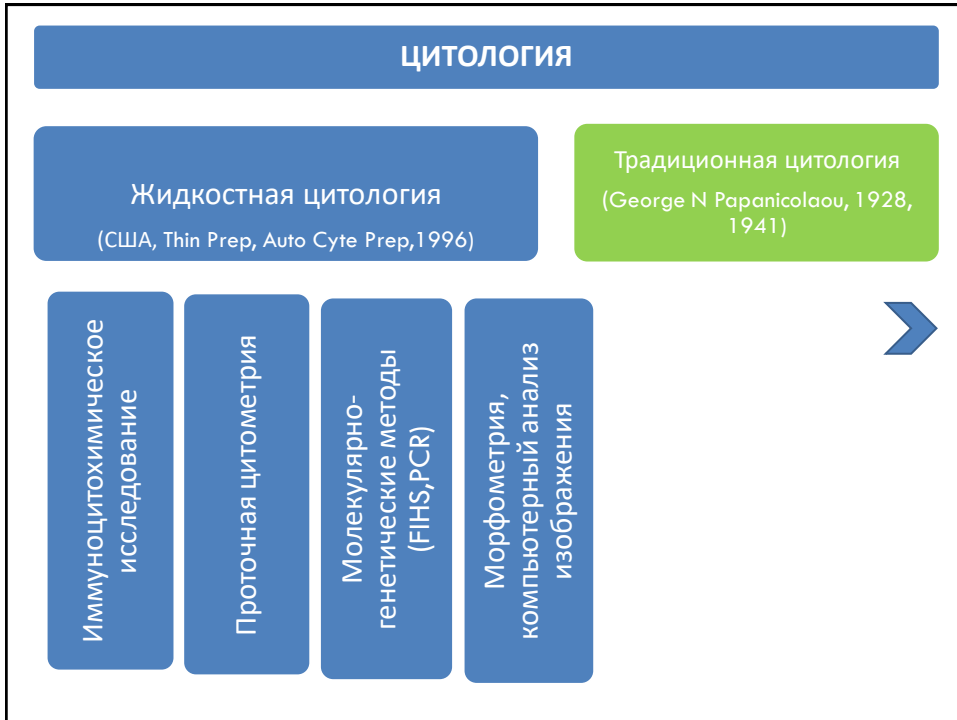 ЦИТОЛОГИЯ
Жидкостная цитология
(США, Thin Prep, Auto Cyte Prep,1996)
Традиционная цитология
(George N Papanicolaou, 1928,
1941)
Иммуноцитохимическое
исследование
Проточная цитометрия
Молекулярно-
генетические методы
(FIHS,PCR)
Морфометрия,
компьютерный анализ
изображения